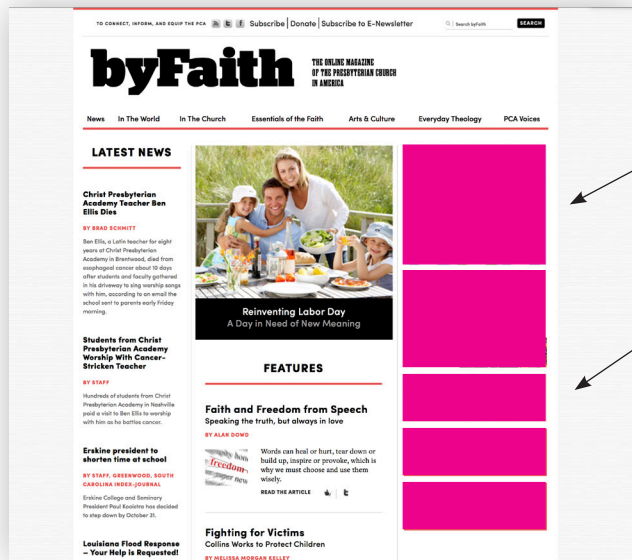 TO CONNECT, INFORM, AND EQUIP THE PCA
Subscribe | Donate | Subscribe to E-Newsletter
Search byFaith
SEARCH
byFaith
THE ONLINE MAGAZINE
OF THE PRESBYTERIAN CHURCH
IN AMERICA
News In The World In The Church Essentials of the Faith Arts & Culture Everyday Theology PCA Voices
LATEST NEWS
Christ Presbyterian
Academy Teacher Ben
Ellis Dies
BY BRAD SCHMITT
Ben Ellis, a Latin teacher for eight
years at Christ Presbyterian
Academy in Brentwood, died from
esophageal cancer about 10 days
after students and faculty gathered
in his driveway to sing worship songs
with him, according to an email the
school sent to parents early Friday
morning.
Students from Christ
Presbyterian Academy
Worship With Cancer-
Stricken Teacher
BY STAFF
Hundreds of students from Christ
Presbyterian Academy in Nashville
paid a visit to Ben Ellis to worship
with him as he battles cancer.
Erskine president to
shorten time at school
BY STAFF, GREENWOOD, SOUTH
CAROLINA INDEX-JOURNAL
Erskine College and Seminary
President Paul Kooistra has decided
to step down by October 31.
Louisiana Flood Response
– Your Help is Requested!
Reinventing Labor Day
A Day in Need of New Meaning
FEATURES
Faith and Freedom from Speech
Speaking the truth, but always in love
BY ALAN DOWD
freedom
Words can heal or hurt, tear down or
build up, inspire or provoke, which is
why we must choose and use them
wisely.
READ THE ARTICLE
Fighting for Victims
Collins Works to Protect Children
BY MELISSA MORGAN KELLEY